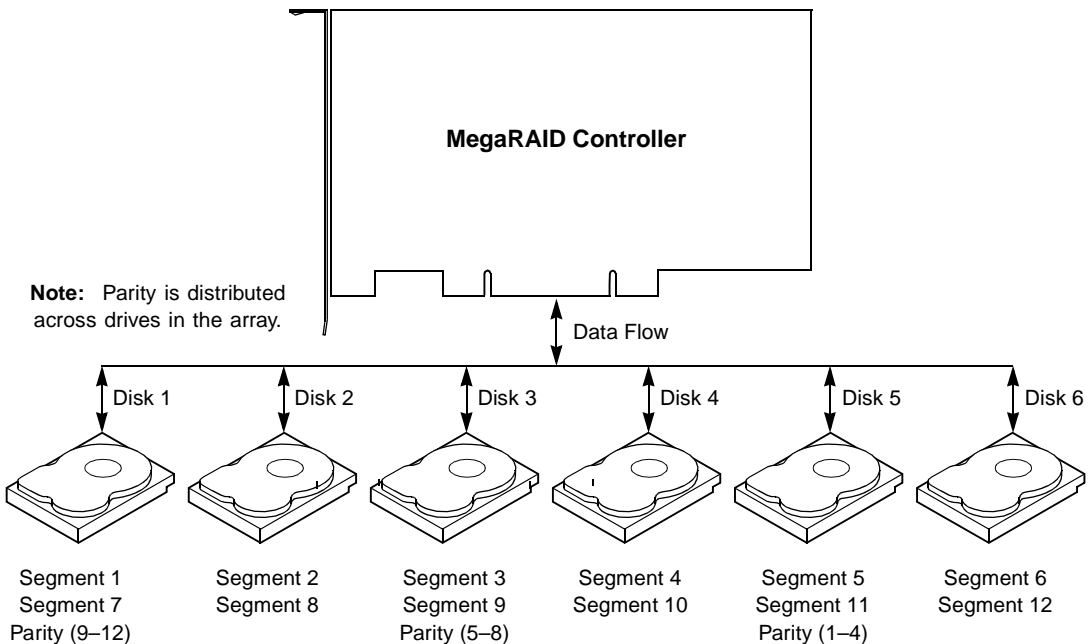 MegaRAID Controller
Note: Parity is distributed
across drives in the array.
Data Flow
Disk 1
Disk 2
Disk 3
Disk 4
Disk 5
Disk 6
Segment 1
Segment 7
Parity (9–12)
Segment 2
Segment 8
Segment 3
Segment 9
Parity (5–8)
Segment 4
Segment 10
Segment 5
Segment 11
Parity (1–4)
Segment 6
Segment 12